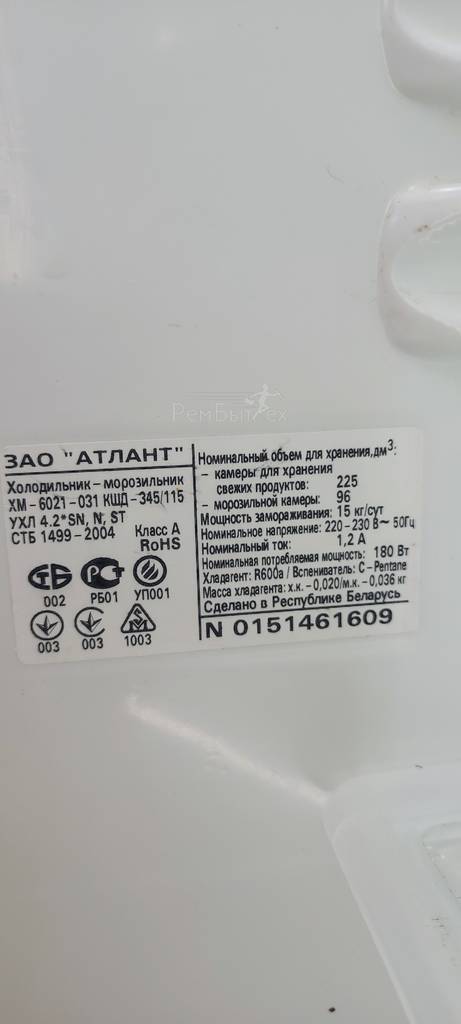 РемБытТех
ЗАО "АТЛАНТ"
Холодильник - морозильник
ХМ - 6021 - 031 КШД - 345/115
УХЛ 4.2*SN, N, ST
СТБ 1499 - 2004
Класс А
RoHS
002 РБ01 УП001
003 003 1003
Номинальный объем для хранения,дм³:
- камеры для хранения
свежих продуктов: 225
- морозильной камеры: 96
Мощность замораживания: 15 кг/сут
Номинальное напряжение: 220 - 230 В~ 50Гц
Номинальный ток: 1,2 А
Номинальная потребляемая мощность: 180 Вт
Хладагент: R600a / Вспениватель: C - Pentane
Масса хладагента: х.к. - 0,020/м.к. - 0,036 кг
Сделано в Республике Беларусь
N 0151461609